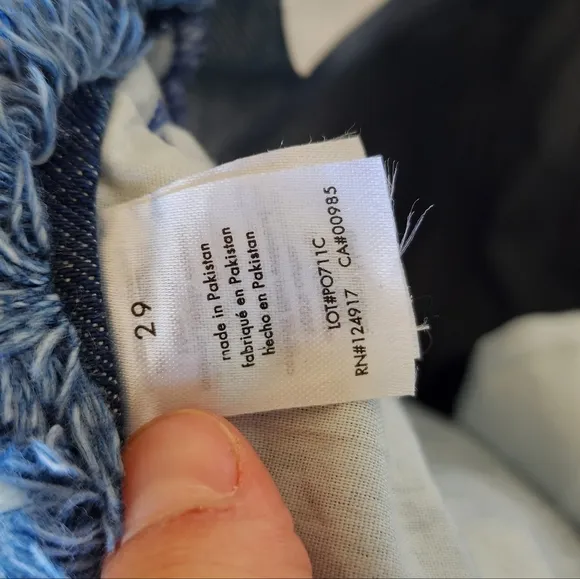 29
made in Pakistan
fabriqué en Pakistan
hecho en Pakistan
LOT#PO711C
RN#124917 CA#00985